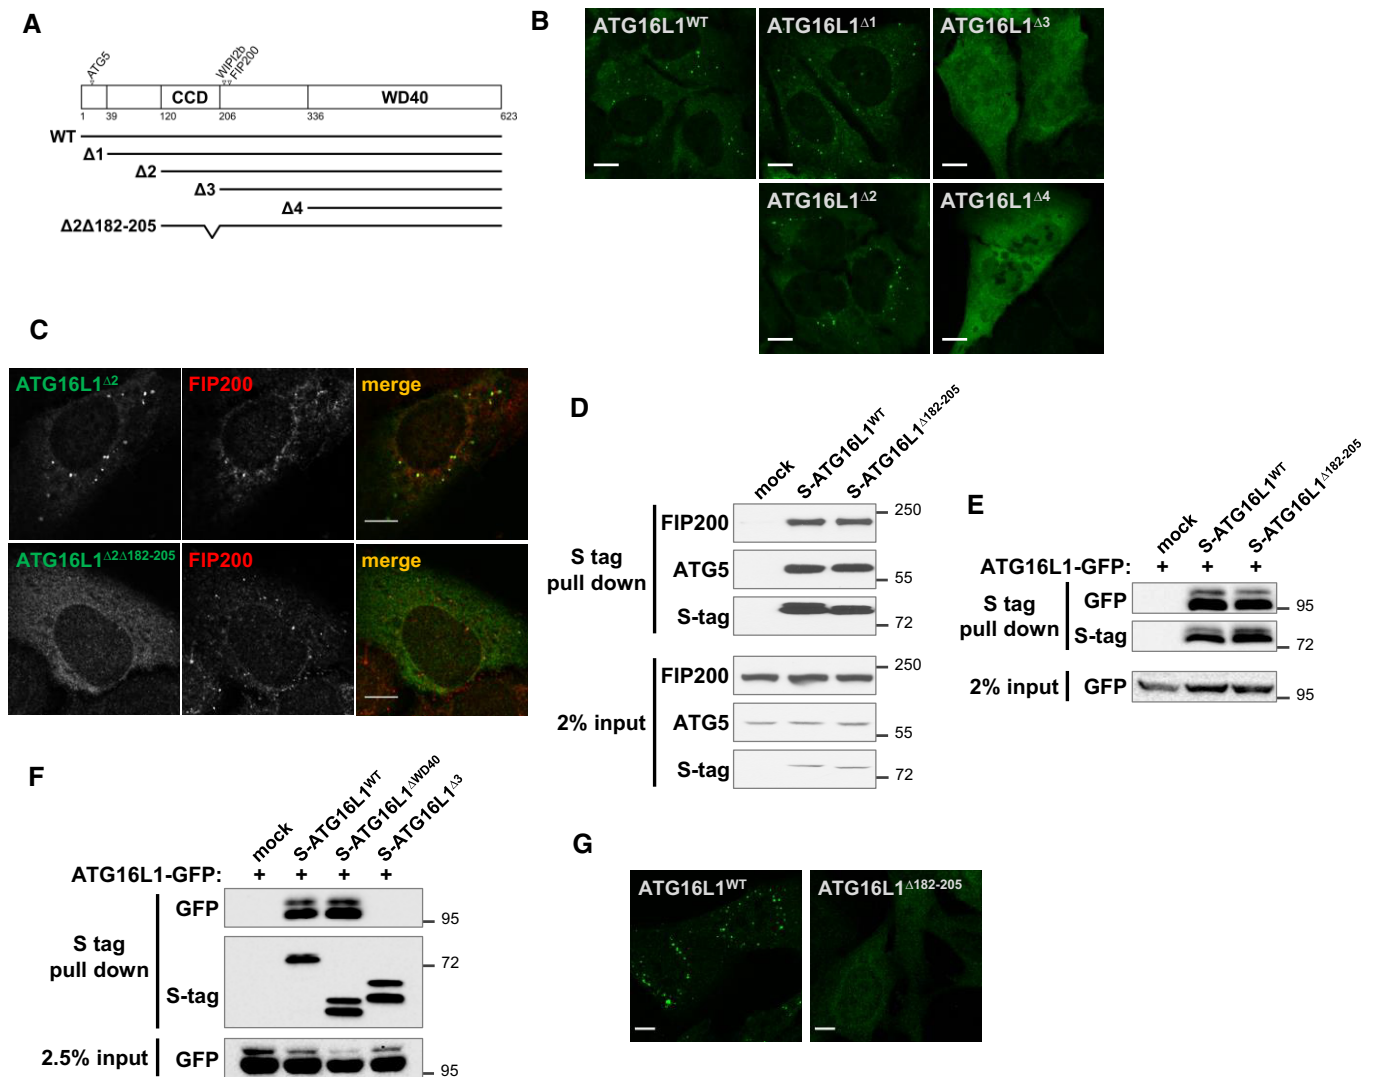 A
ATG5
WIPI2b
FIP200
CCD
WD40
1 39 120 206 336 623
WT
Δ1
Δ2
Δ3
Δ4
Δ2Δ182-205
B
ATG16L1WT
ATG16L1Δ1
ATG16L1Δ3
ATG16L1Δ2
ATG16L1Δ4
C
ATG16L1Δ2
FIP200
merge
ATG16L1Δ2Δ182-205
FIP200
merge
D
mock
S-ATG16L1WT
S-ATG16L1Δ182-205
S tag
pull down
FIP200
250
ATG5
55
S-tag
72
2% input
FIP200
250
ATG5
55
S-tag
72
E
mock
S-ATG16L1WT
S-ATG16L1Δ182-205
ATG16L1-GFP: + + +
S tag
pull down
GFP
95
S-tag
72
2% input
GFP
95
F
mock
S-ATG16L1WT
S-ATG16L1ΔWD40
S-ATG16L1Δ3
ATG16L1-GFP: + + + +
S tag
pull down
GFP
95
72
S-tag
2.5% input
GFP
95
G
ATG16L1WT
ATG16L1Δ182-205